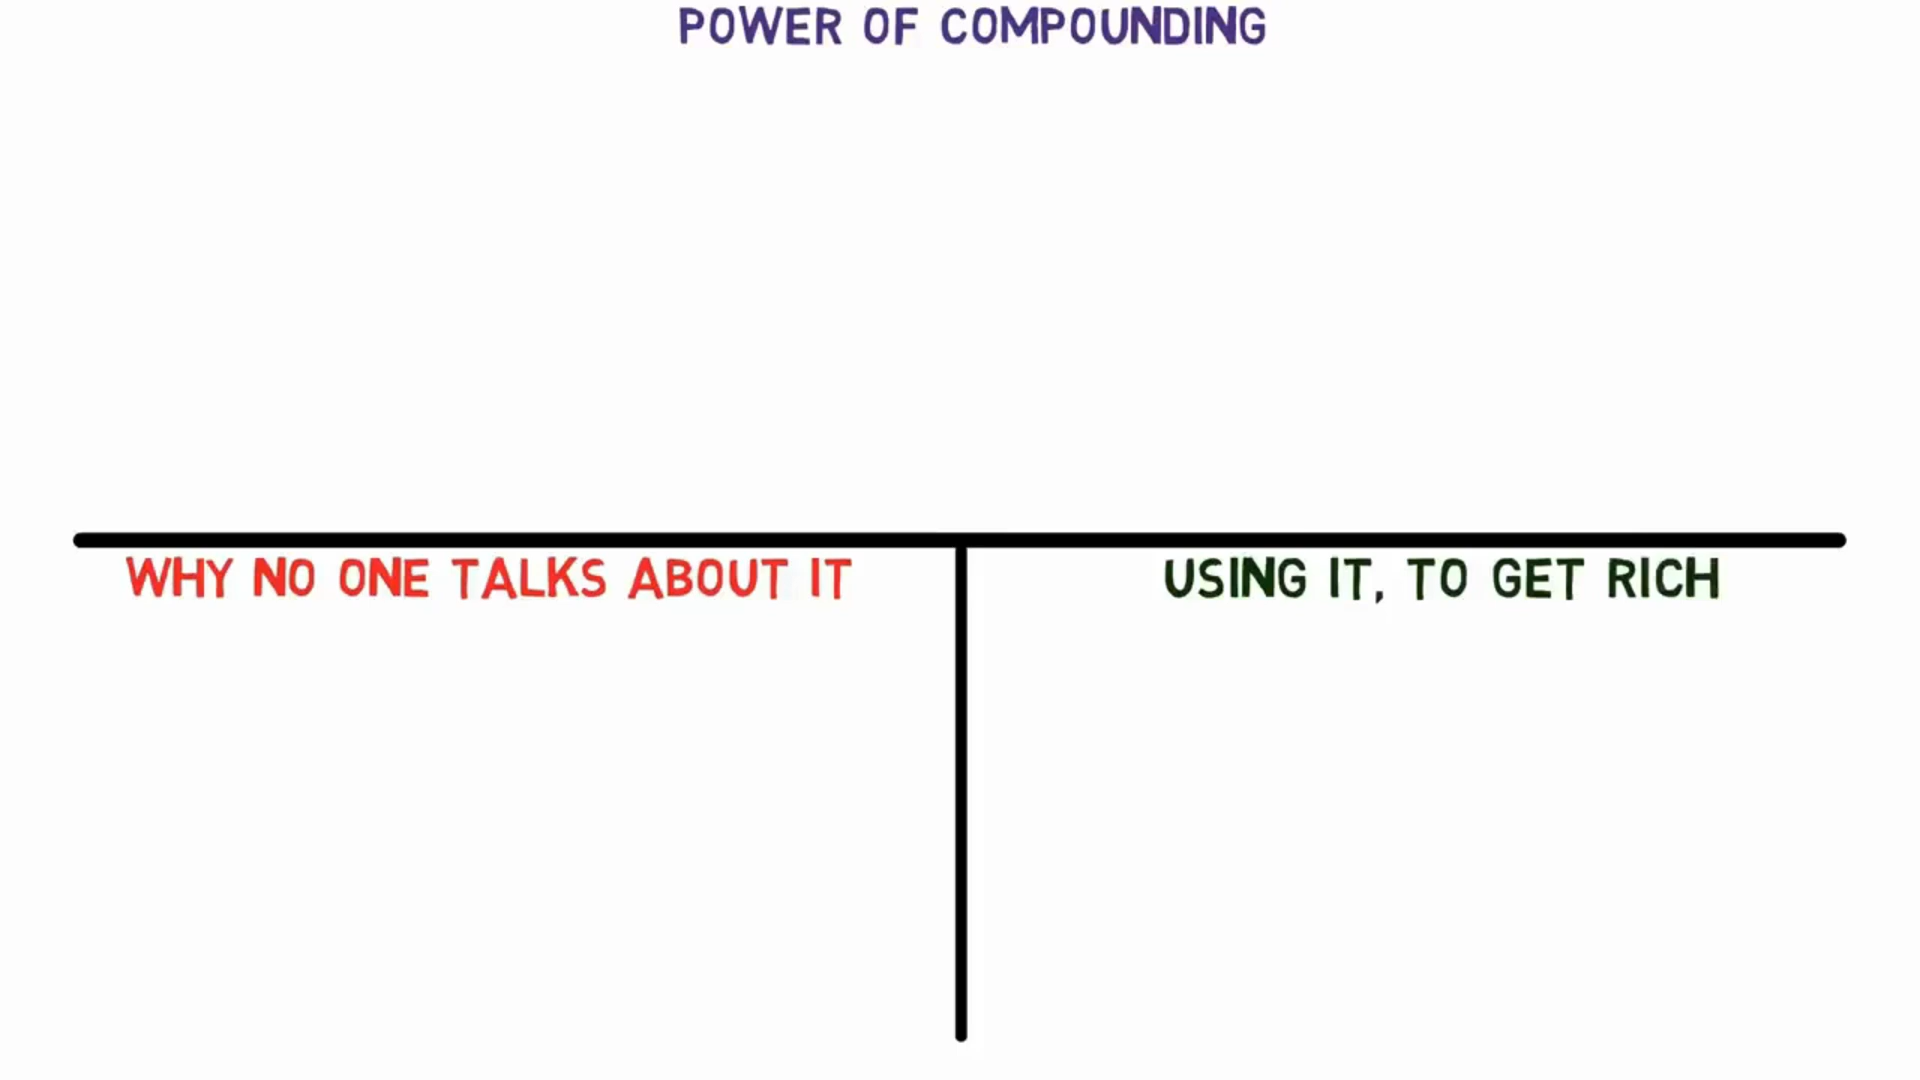 POWER OF COMPOUNDING
WHY NO ONE TALKS ABOUT IT
USING IT, TO GET RICH